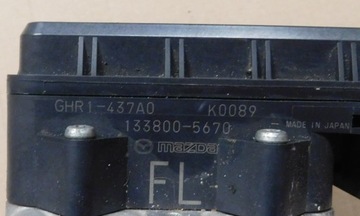 GHR1-437A0 K0089
MADE IN JAPAN
133800-5670
mazda
FL